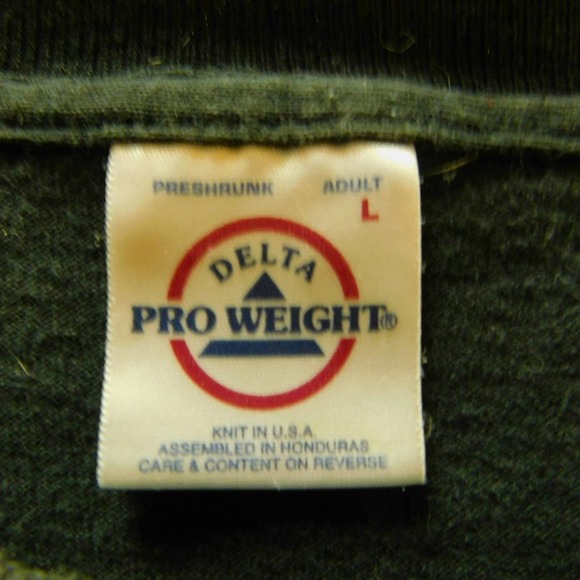 PRESHRUNK ADULT
L
DELTA
PRO WEIGHT®
KNIT IN U.S.A.
ASSEMBLED IN HONDURAS
CARE & CONTENT ON REVERSE